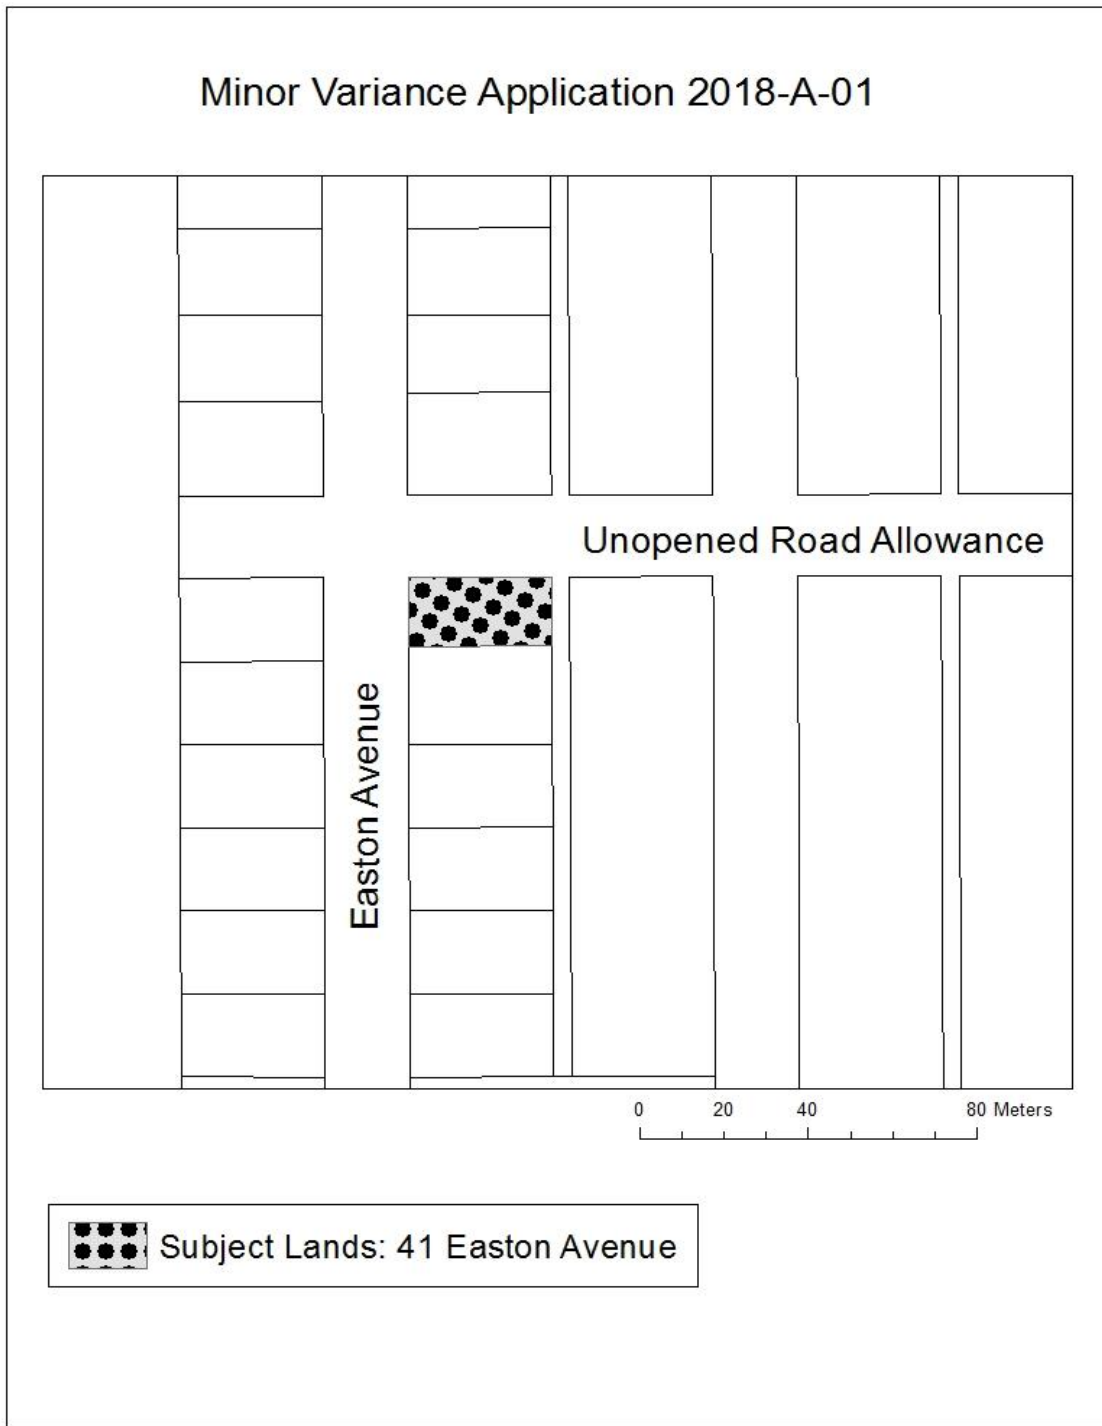 Minor Variance Application 2018-A-01
Unopened Road Allowance
Easton Avenue
0 20 40 80 Meters
Subject Lands: 41 Easton Avenue